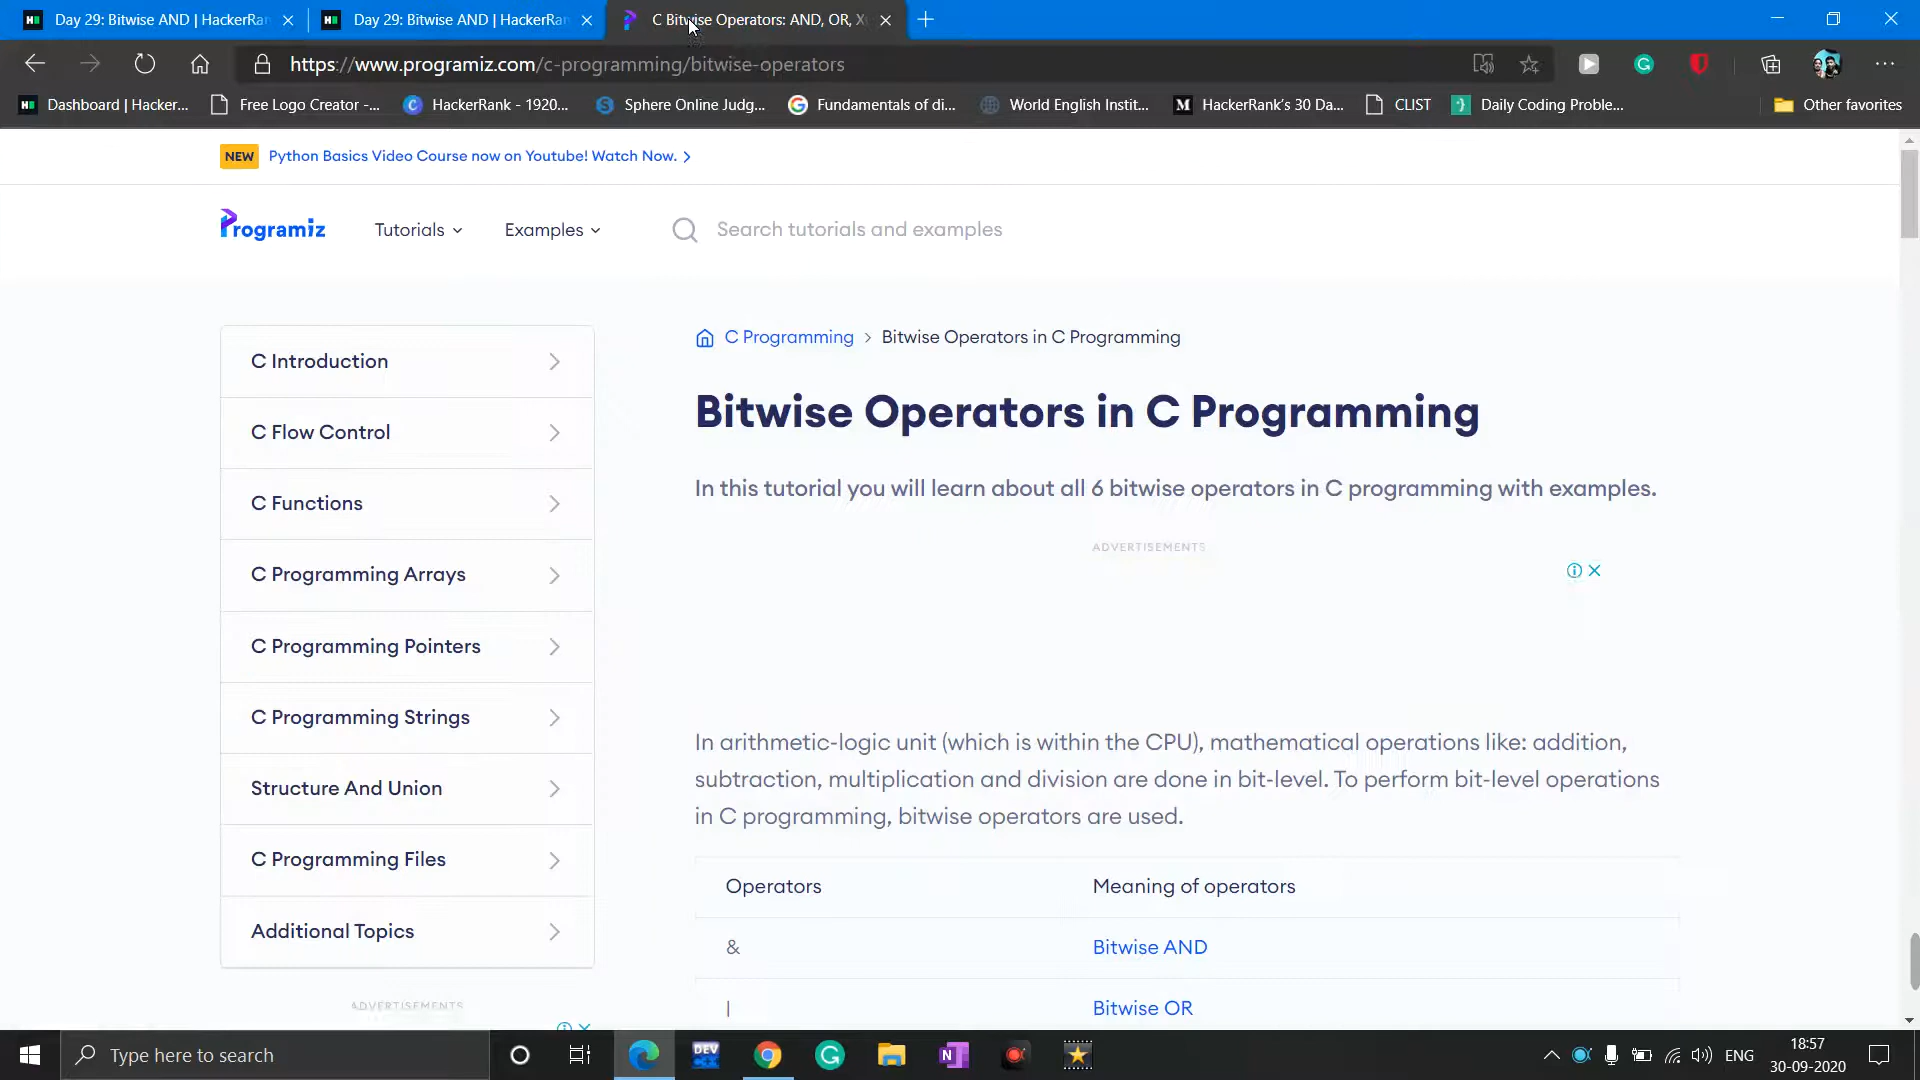 Day 29: Bitwise AND | HackerRan
Day 29: Bitwise AND | HackerRan
C Bitwise Operators: AND, OR, X
https://www.programiz.com/c-programming/bitwise-operators
Dashboard | Hacker...
Free Logo Creator -...
HackerRank - 1920...
Sphere Online Judg...
Fundamentals of di...
World English Instit...
HackerRank's 30 Da...
CLIST
Daily Coding Proble...
Other favorites
NEW Python Basics Video Course now on Youtube! Watch Now.
Programiz
Tutorials
Examples
Search tutorials and examples
C Introduction
C Flow Control
C Functions
C Programming Arrays
C Programming Pointers
C Programming Strings
Structure And Union
C Programming Files
Additional Topics
ADVERTISEMENTS
C Programming > Bitwise Operators in C Programming
Bitwise Operators in C Programming
In this tutorial you will learn about all 6 bitwise operators in C programming with examples.
ADVERTISEMENTS
In arithmetic-logic unit (which is within the CPU), mathematical operations like: addition,
subtraction, multiplication and division are done in bit-level. To perform bit-level operations
in C programming, bitwise operators are used.
Operators Meaning of operators
& Bitwise AND
| Bitwise OR
Type here to search
DEV
ENG
18:57
30-09-2020